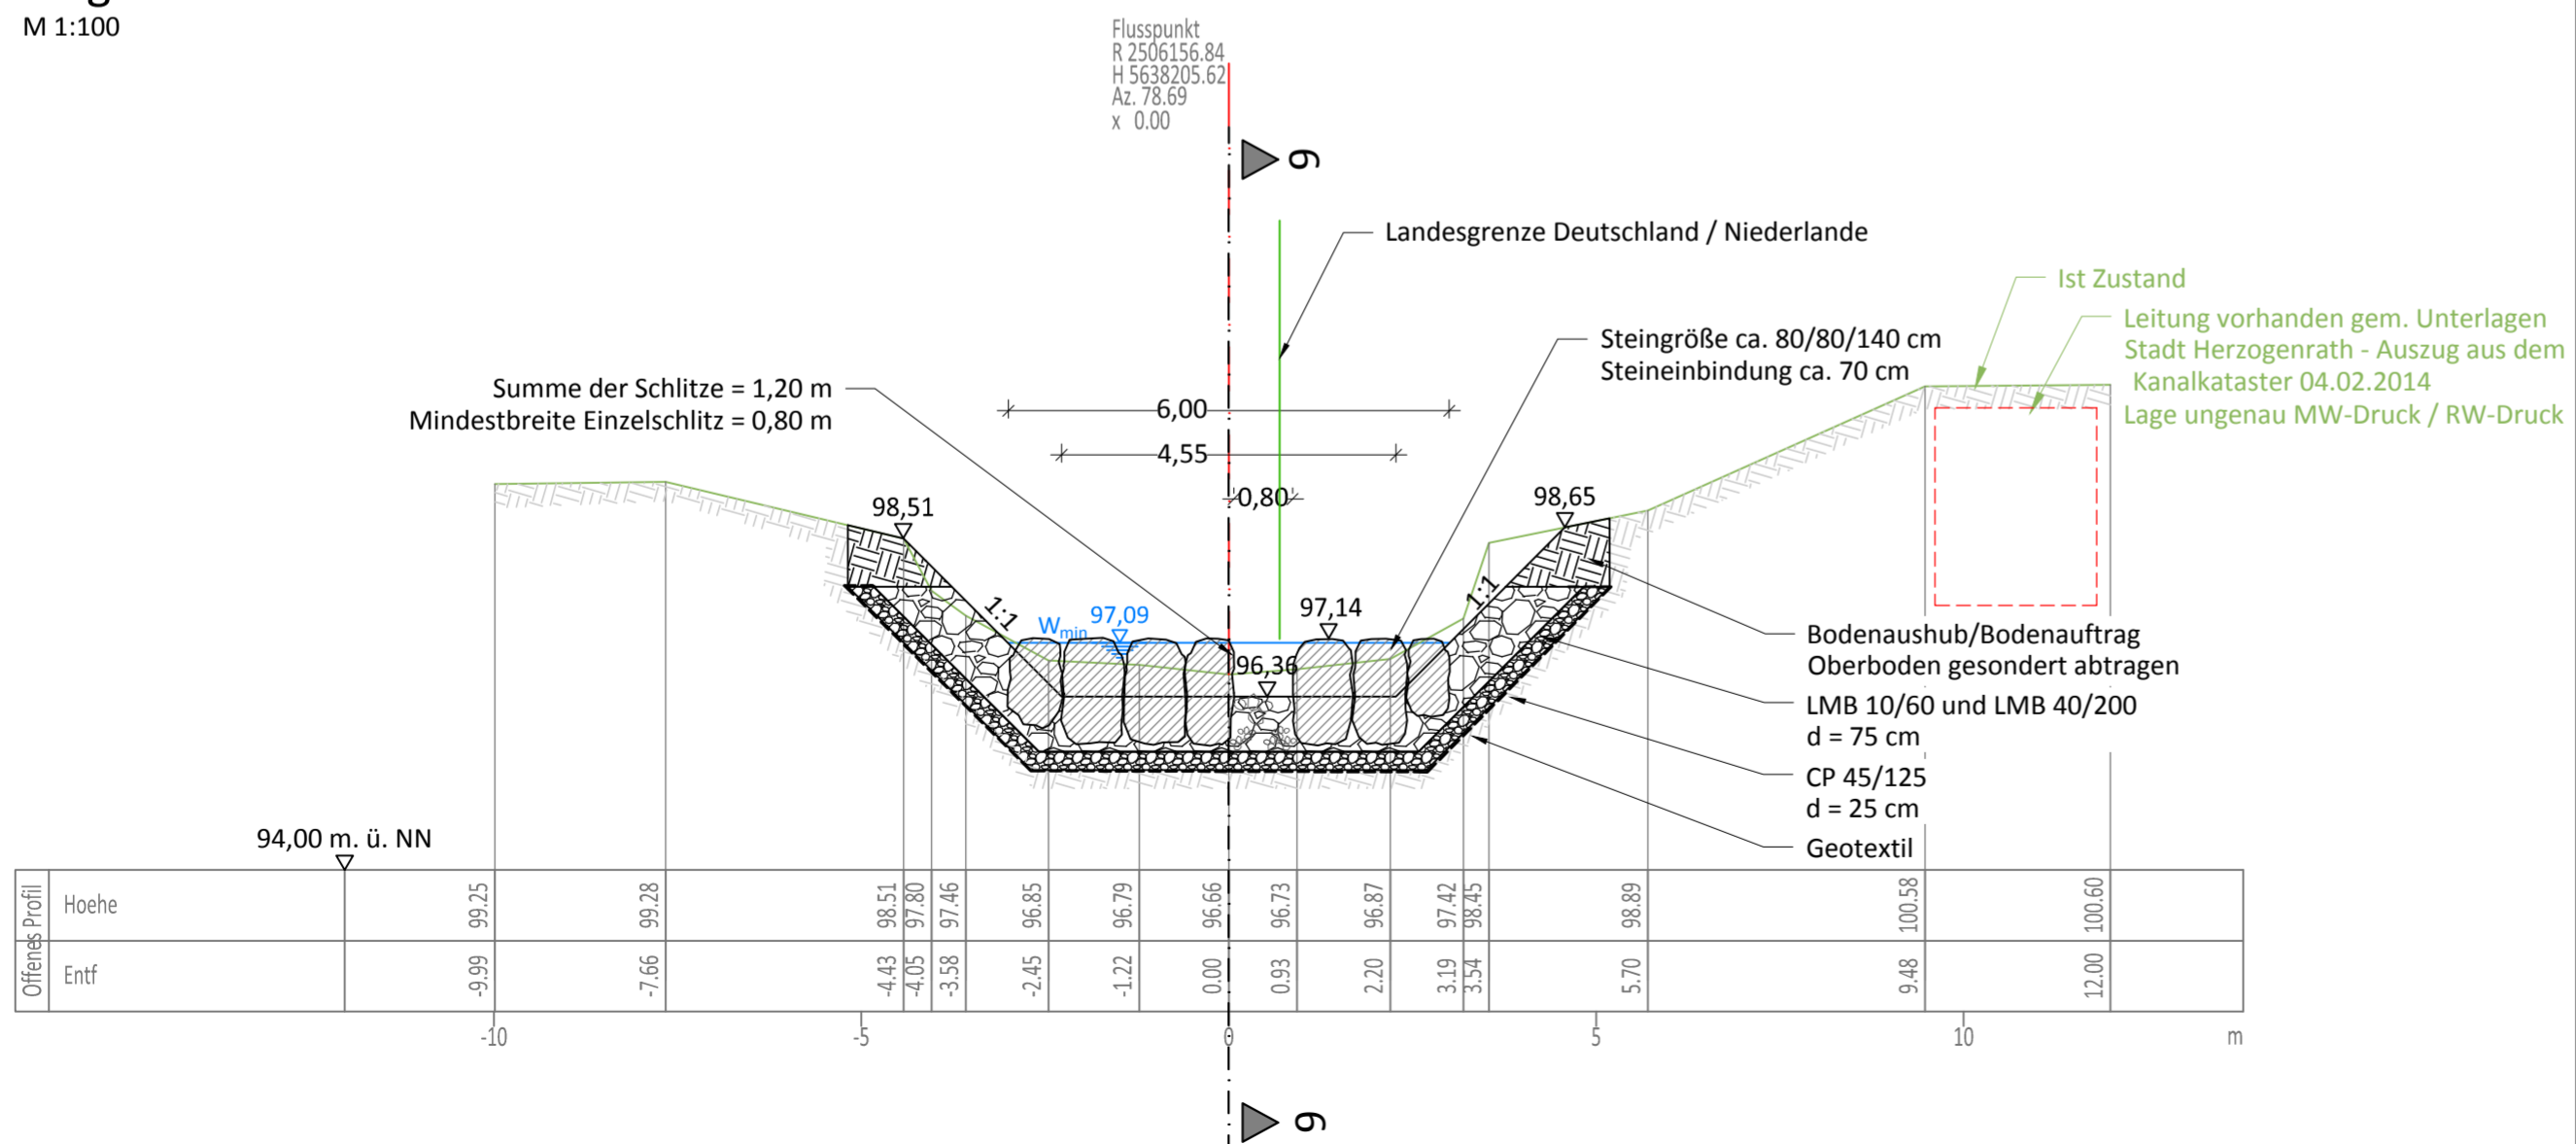 M 1:100
Flusspunkt
R 2506156.84
H 5638205.62
Az. 78.69
x 0.00
9
Landesgrenze Deutschland / Niederlande
Ist Zustand
Leitung vorhanden gem. Unterlagen
Stadt Herzogenrath - Auszug aus dem
Kanalkataster 04.02.2014
Lage ungenau MW-Druck / RW-Druck
Steingröße ca. 80/80/140 cm
Steineinbindung ca. 70 cm
Summe der Schlitze = 1,20 m
Mindestbreite Einzelschlitz = 0,80 m
6,00
4,55
0,80
98,51
98,65
1:1
1:1
Wmin 97,09
97,14
96,36
Bodenaushub/Bodenauftrag
Oberboden gesondert abtragen
LMB 10/60 und LMB 40/200
d = 75 cm
CP 45/125
d = 25 cm
Geotextil
94,00 m. ü. NN
Offenes Profil
Hoehe 99.25 99.28 98.51 97.80 97.46 96.85 96.79 96.66 96.73 96.87 97.42 98.45 98.89 100.58 100.60
Entf -9.99 -7.66 -4.43 -4.05 -3.58 -2.45 -1.22 0.00 0.93 2.20 3.19 3.54 5.70 9.48 12.00
-10 -5 0 5 10 m
9